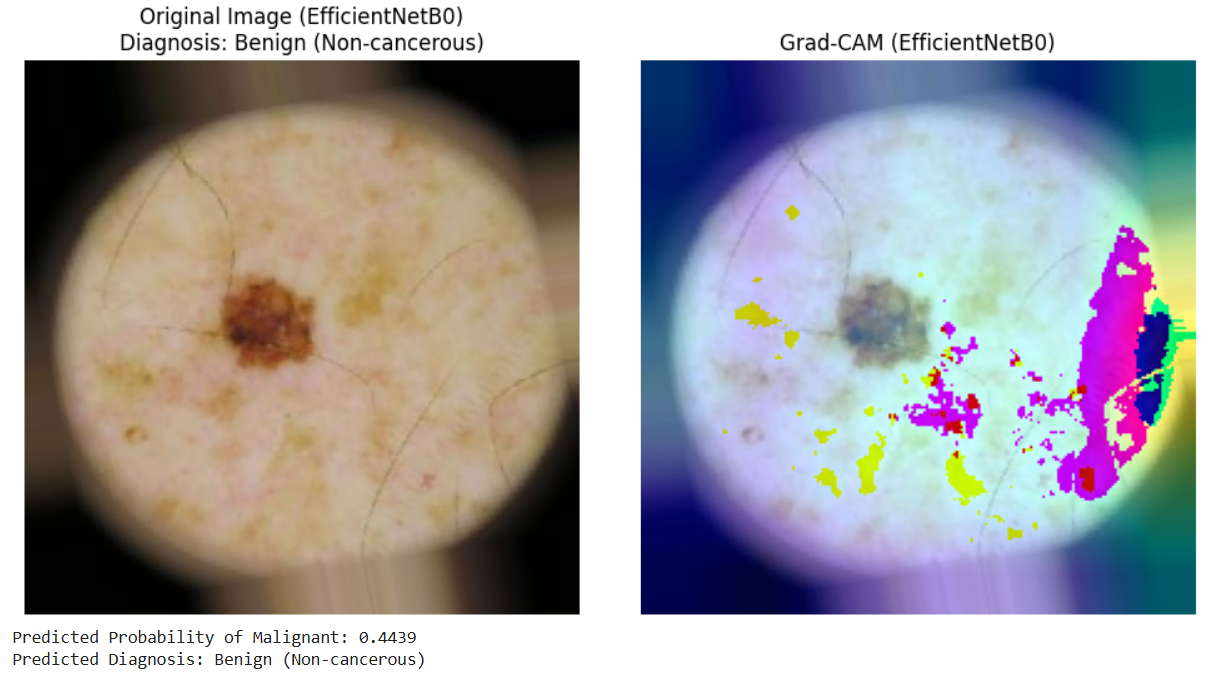 Original Image (EfficientNetB0)
Diagnosis: Benign (Non-cancerous)
Grad-CAM (EfficientNetB0)
Predicted Probability of Malignant: 0.4439
Predicted Diagnosis: Benign (Non-cancerous)